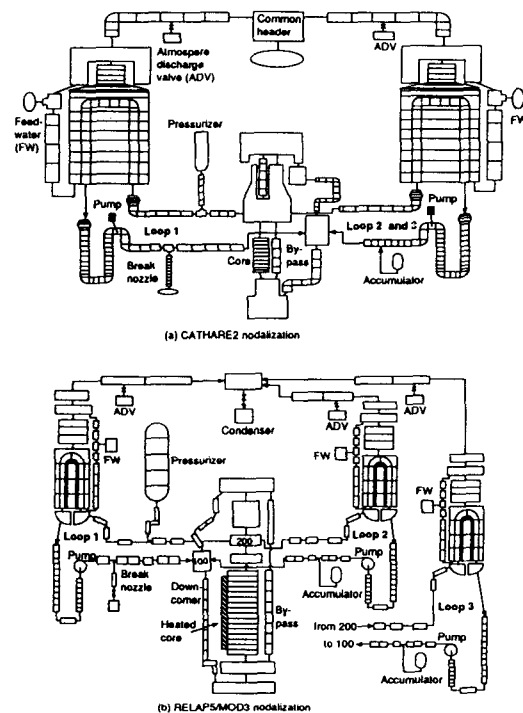 Common
header
Atmospere
discharge
valve (ADV)
ADV
Feed-
water
(FW)
FW
Pressurizer
Pump
Loop 1
Pump
Loop 2 and 3
Break
nozzle
Core
By-
pass
Accumulator
(a) CATHARE2 nodalization
ADV
Condenser
ADV
ADV
FW
Pressurizer
FW
FW
Loop 1
200
Loop 2
Pump
100
Pump
Break
nozzle
Down-
comer
Heated
core
By-
pass
Accumulator
Loop 3
from 200
to 100
Pump
Accumulator
(b) RELAP5/MOD3 nodalization